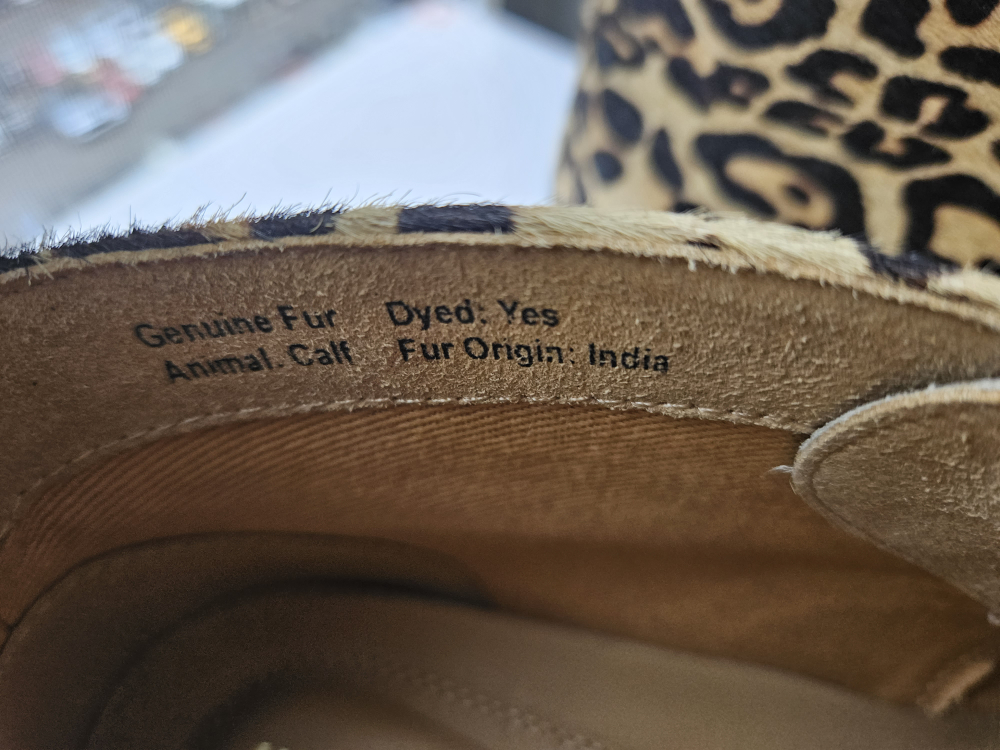 Genuine Fur Dyed: Yes
Animal: Calf Fur Origin: India